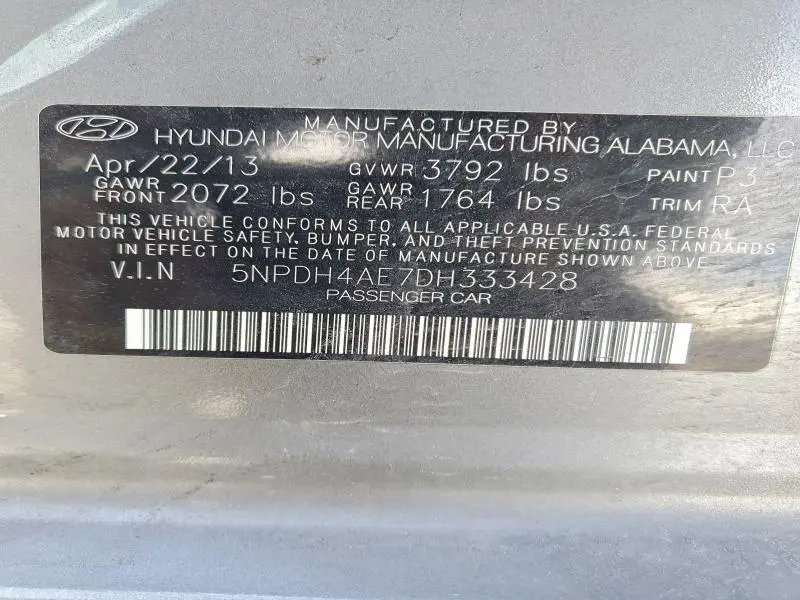 MANUFACTURED BY
HYUNDAI MOTOR MANUFACTURING ALABAMA, LLC
Apr/22/13 GVWR 3792 lbs PAINT P3
GAWR FRONT 2072 lbs GAWR REAR 1764 lbs TRIM RA
THIS VEHICLE CONFORMS TO ALL APPLICABLE U.S.A. FEDERAL
MOTOR VEHICLE SAFETY, BUMPER, AND THEFT PREVENTION STANDARDS
IN EFFECT ON THE DATE OF MANUFACTURE SHOWN ABOVE.
V.I.N 5NPDH4AE7DH333428
PASSENGER CAR